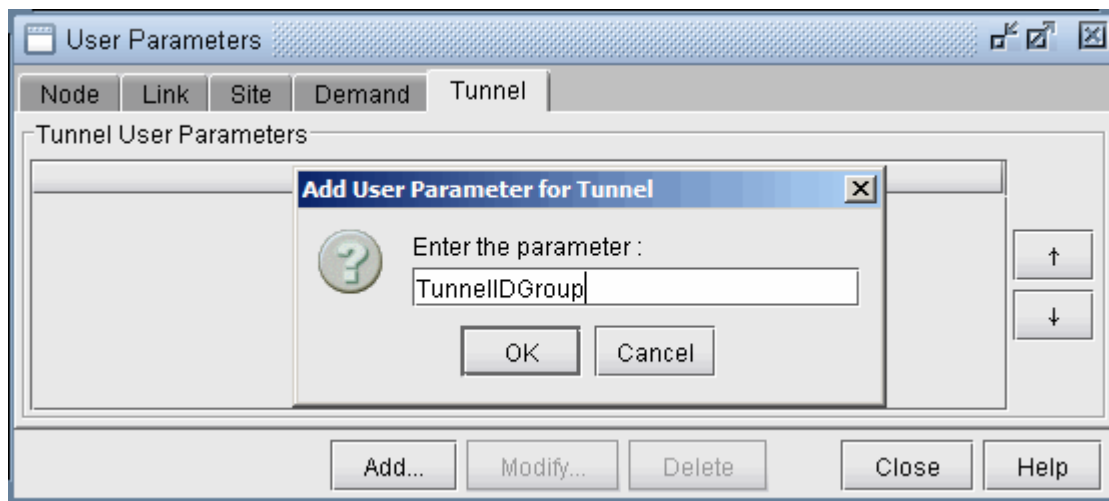 User Parameters
Node Link Site Demand Tunnel
Tunnel User Parameters
Add User Parameter for Tunnel
Enter the parameter :
TunnelIDGroup
OK Cancel
Add... Modify... Delete Close Help